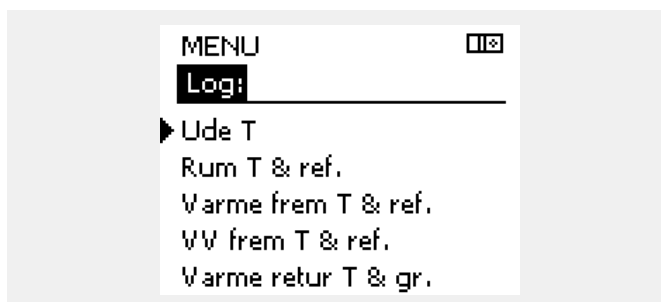 MENU
Log:
Ude T
Rum T & ref.
Varme frem T & ref.
VV frem T & ref.
Varme retur T & gr.